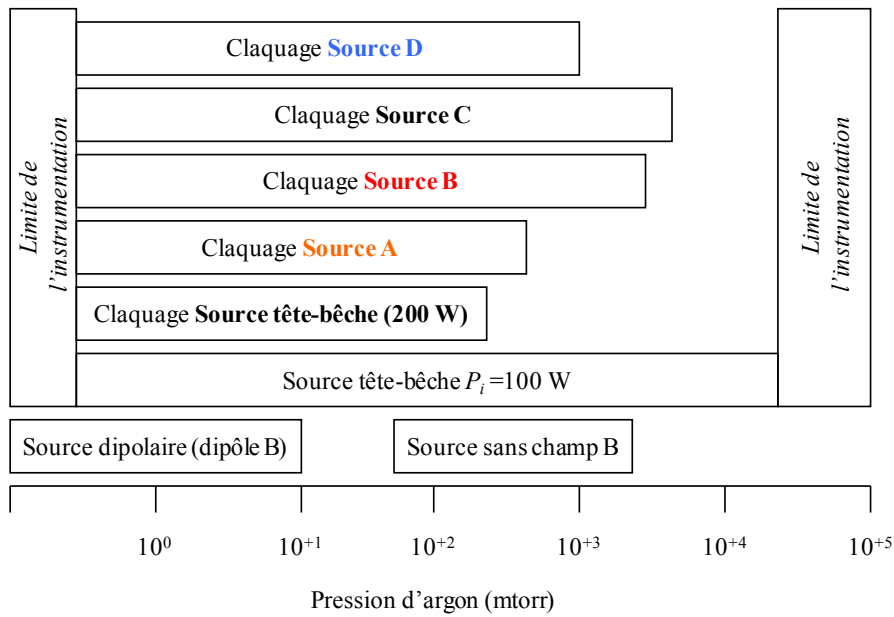 Limite de
l'instrumentation
Claquage Source D
Claquage Source C
Claquage Source B
Claquage Source A
Claquage Source tête-bêche (200 W)
Source tête-bêche Pi =100 W
Limite de
l'instrumentation
Source dipolaire (dipôle B)
Source sans champ B
10⁰ 10⁺¹ 10⁺² 10⁺³ 10⁺⁴ 10⁺⁵
Pression d'argon (mtorr)